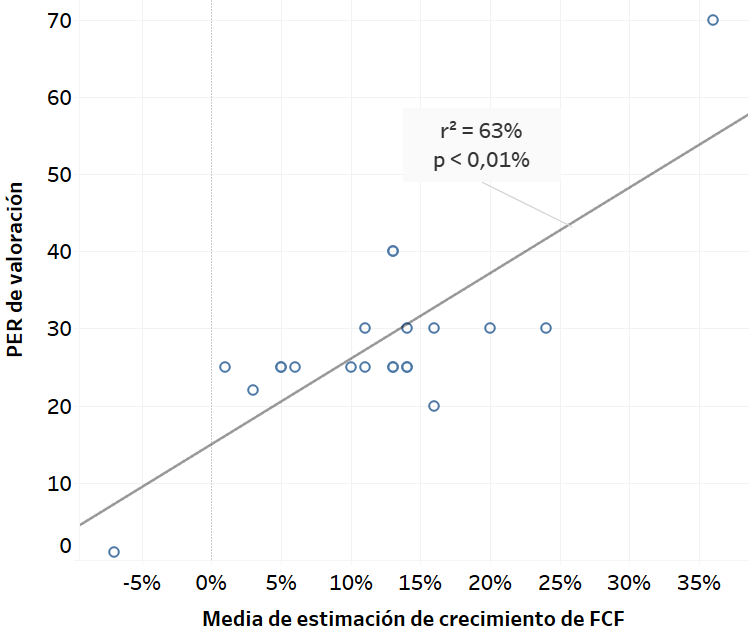 70
60
50
40
30
20
10
0
PER de valoración
r² = 63%
p < 0,01%
-5% 0% 5% 10% 15% 20% 25% 30% 35%
Media de estimación de crecimiento de FCF